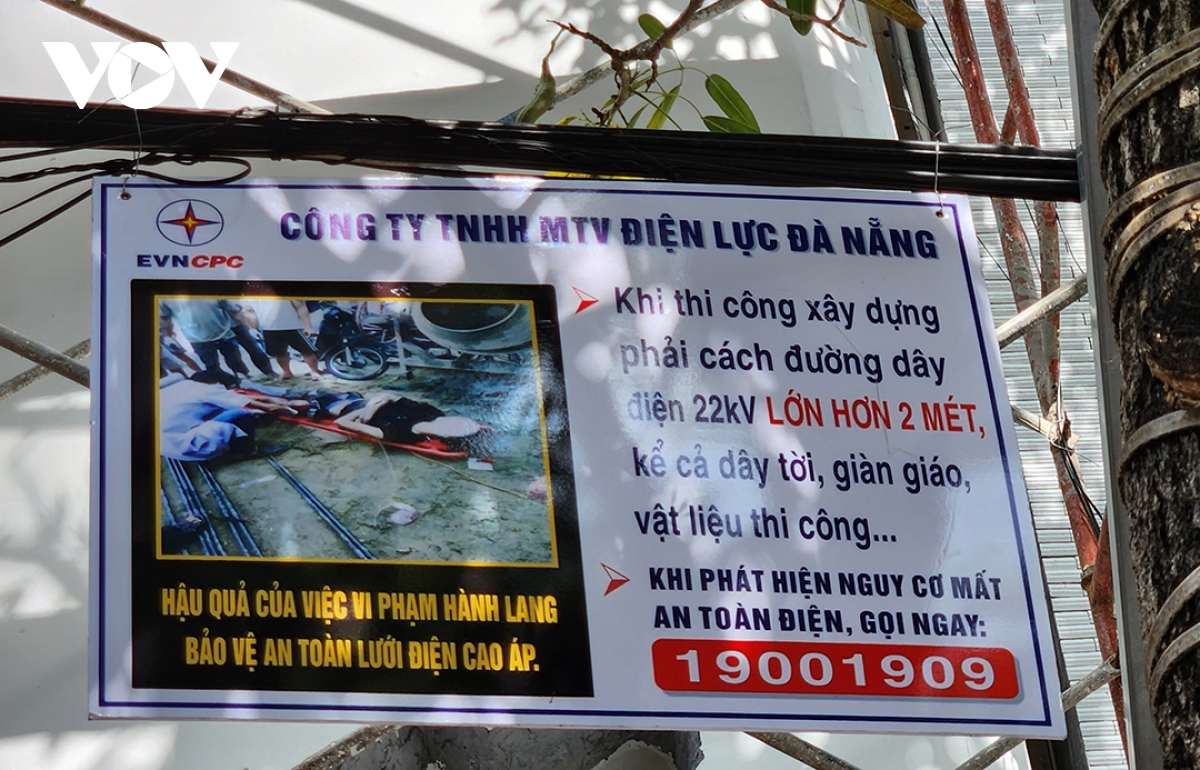 VOV
EVNCPC
CÔNG TY TNHH MTV ĐIỆN LỰC ĐÀ NẴNG
Khi thi công xây dựng
phải cách đường dây
điện 22kV LỚN HƠN 2 MÉT,
kể cả dây tời, giàn giáo,
vật liệu thi công...
KHI PHÁT HIỆN NGUY CƠ MẤT
AN TOÀN ĐIỆN, GỌI NGAY:
19001909
HẬU QUẢ CỦA VIỆC VI PHẠM HÀNH LANG
BẢO VỆ AN TOÀN LƯỚI ĐIỆN CAO ÁP.